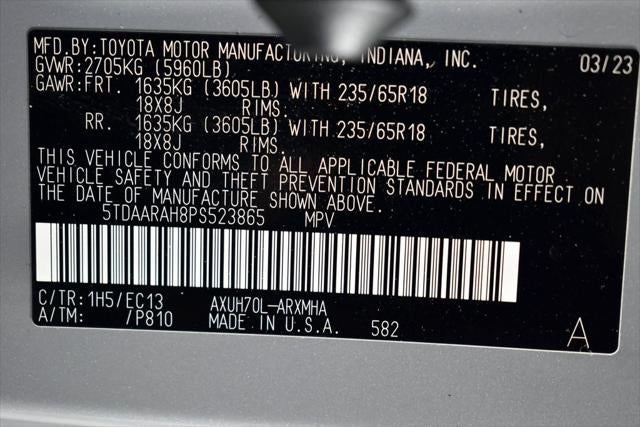 MFD.BY:TOYOTA MOTOR MANUFACTURING, INDIANA, INC. 03/23
GVWR:2705KG (5960LB)
GAWR:FRT. 1635KG (3605LB) WITH 235/65R18 TIRES,
18X8J RIMS.
RR. 1635KG (3605LB) WITH 235/65R18 TIRES,
18X8J RIMS.
THIS VEHICLE CONFORMS TO ALL APPLICABLE FEDERAL MOTOR
VEHICLE SAFETY AND THEFT PREVENTION STANDARDS IN EFFECT ON
THE DATE OF MANUFACTURE SHOWN ABOVE.
5TDAARAH8PS523865 MPV
C/TR:1H5/EC13 AXUH70L-ARXMHA
A/TM: /P810 MADE IN U.S.A. 582 A